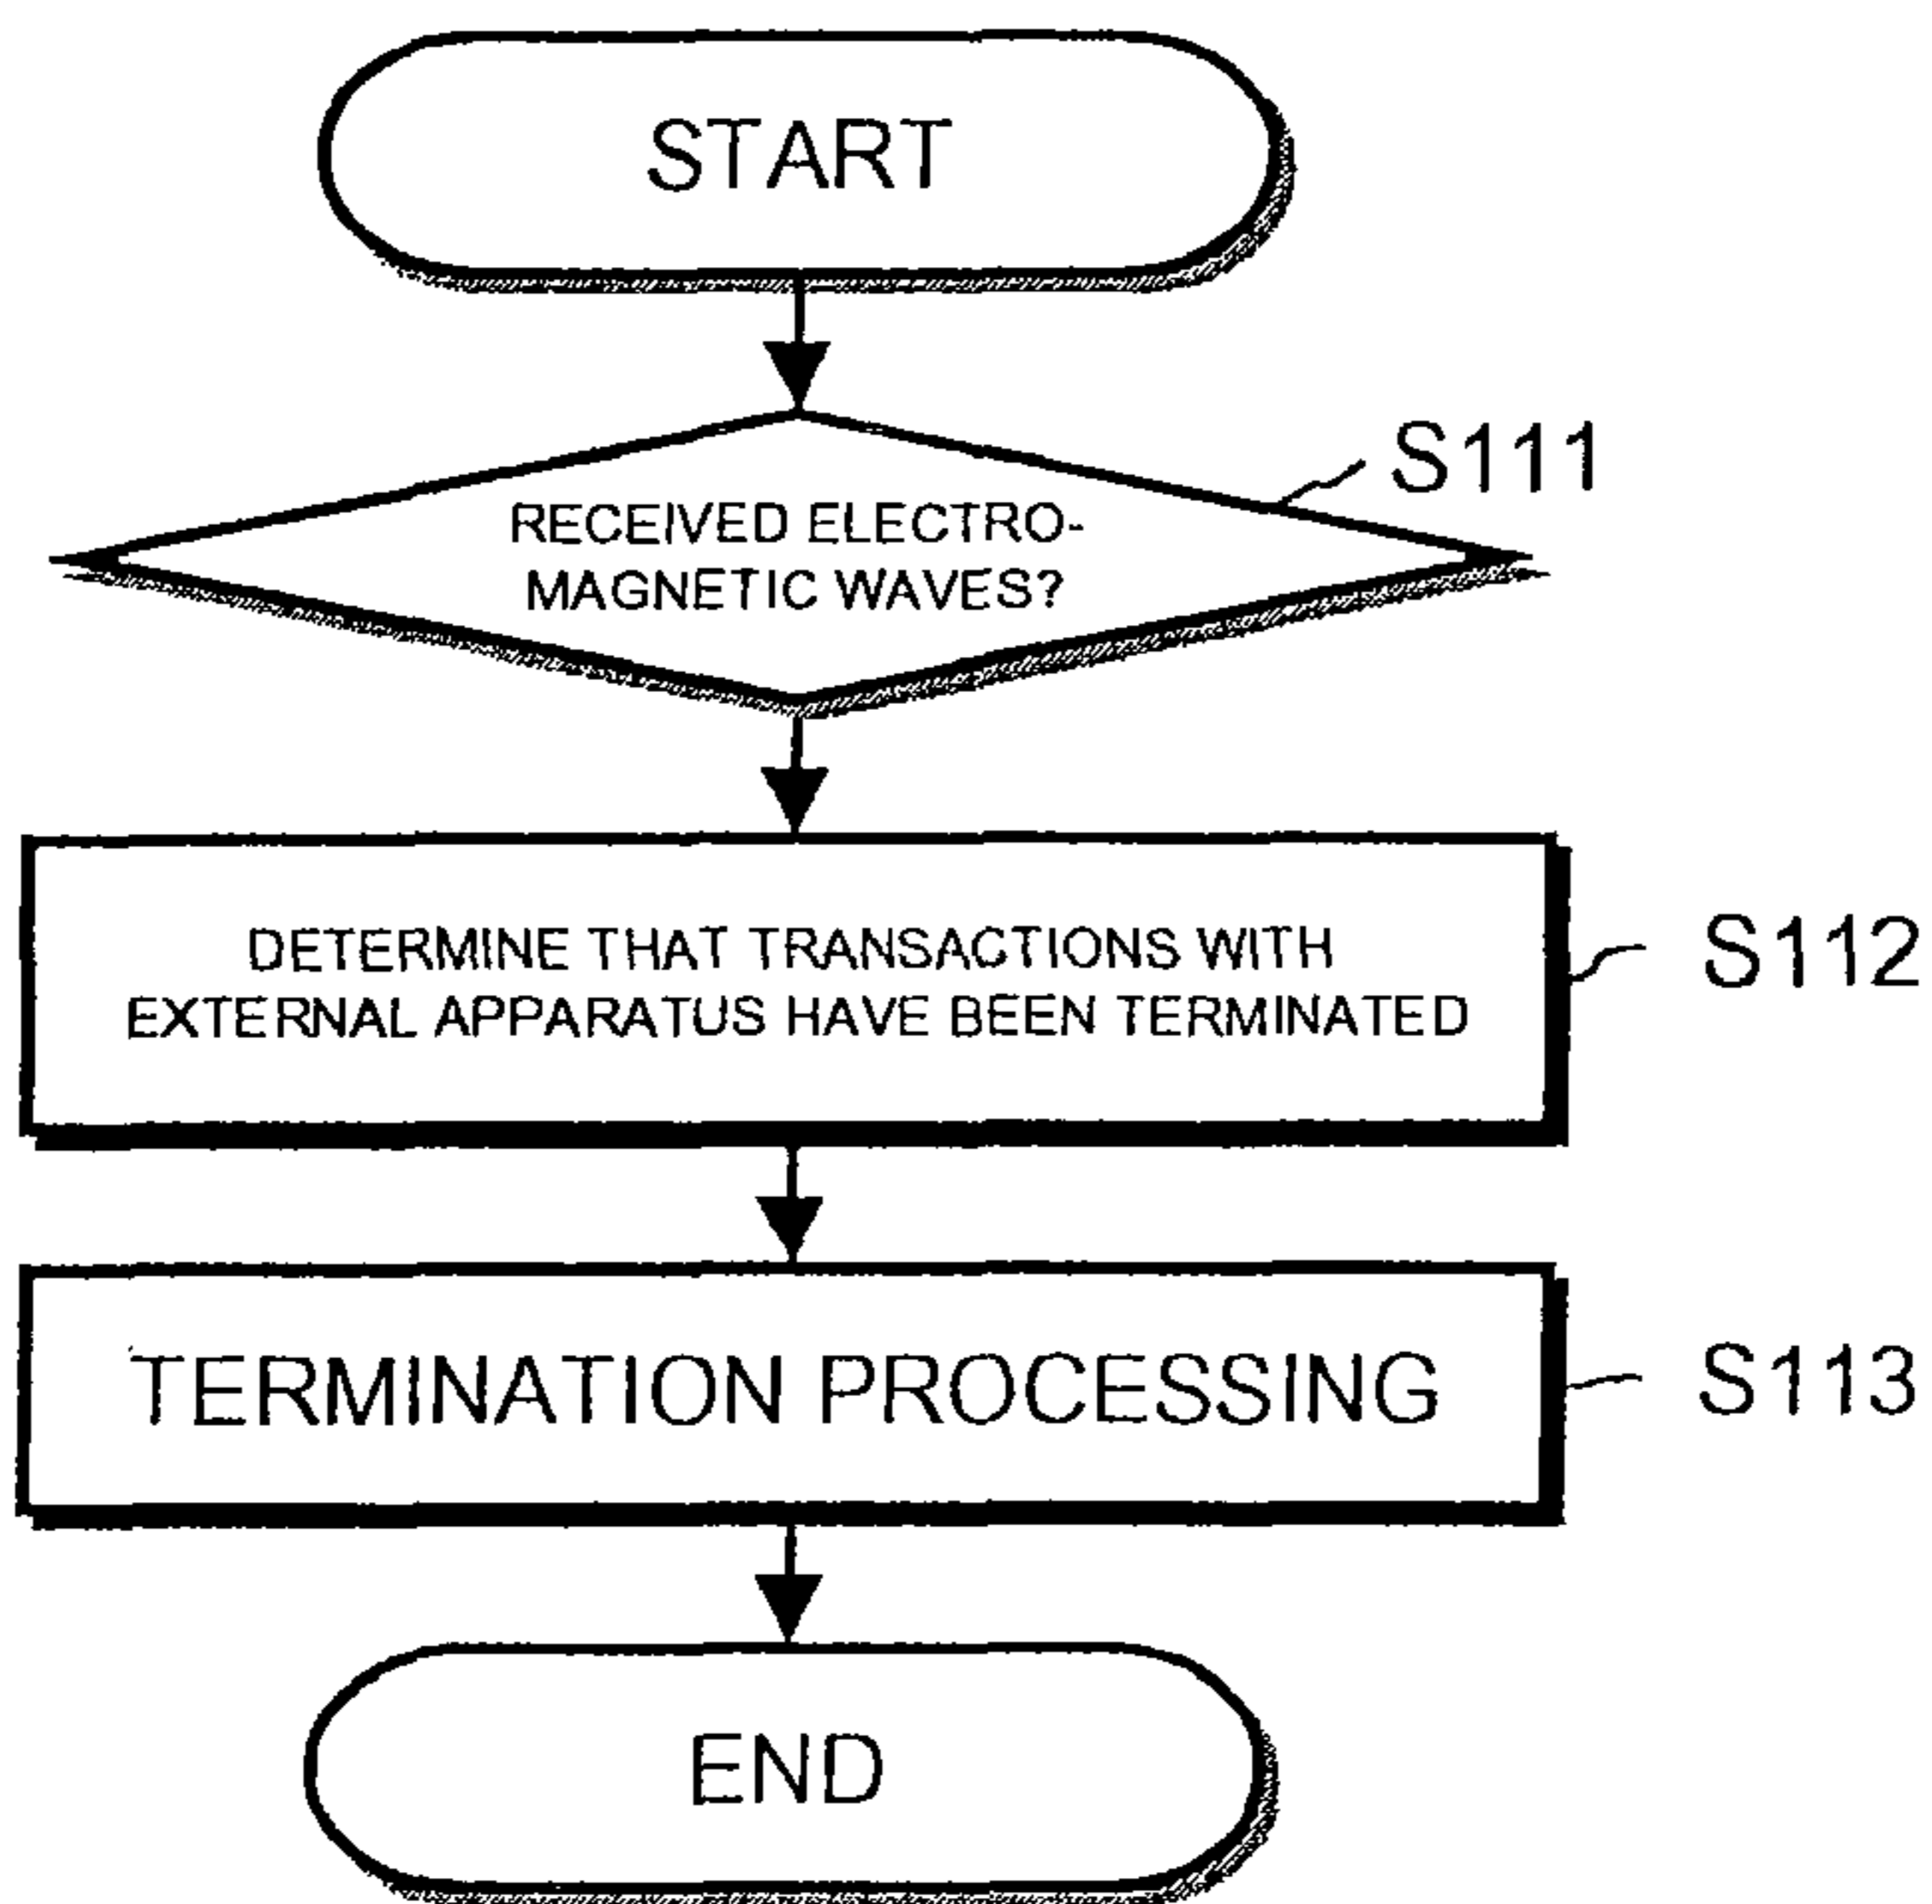 START
S111
RECEIVED ELECTRO-
MAGNETIC WAVES?
DETERMINE THAT TRANSACTIONS WITH
EXTERNAL APPARATUS HAVE BEEN TERMINATED
S112
TERMINATION PROCESSING
S113
END